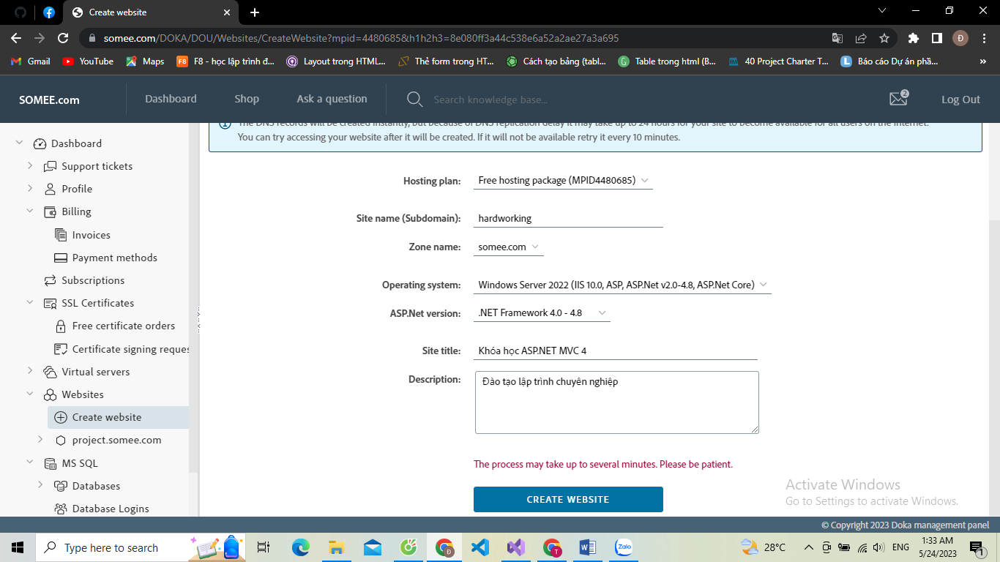 Create website
somee.com/DOKA/DOU/Websites/CreateWebsite?mpid=4480685&h1h2h3=8e080ff3a44c538e6a52a2ae27a3a695
Đ
Gmail YouTube Maps F8 - học lập trình đ... Layout trong HTML... Thẻ form trong HT... Cách tạo bảng (tabl... Table trong html (B... 40 Project Charter T... Báo cáo Dự án phầ... »
SOMEE.com Dashboard Shop Ask a question Search knowledge base... 2 Log Out
The DNS records will be created instantly, but because of DNS replication delay it may take up to 24 hours for your site to become available for all users on the internet.
You can try accessing your website after it will be created. If it will not be available retry it every 10 minutes.
Dashboard
Support tickets
Profile
Billing
Invoices
Payment methods
Subscriptions
SSL Certificates
Free certificate orders
Certificate signing reques
Virtual servers
Websites
Create website
project.somee.com
MS SQL
Databases
Database Logins
Hosting plan: Free hosting package (MPID4480685)
Site name (Subdomain): hardworking
Zone name: somee.com
Operating system: Windows Server 2022 (IIS 10.0, ASP, ASP.Net v2.0-4.8, ASP.Net Core)
ASP.Net version: .NET Framework 4.0 - 4.8
Site title: Khóa học ASP.NET MVC 4
Description: Đào tạo lập trình chuyên nghiệp
The process may take up to several minutes. Please be patient.
CREATE WEBSITE
Activate Windows
Go to Settings to activate Windows.
© Copyright 2023 Doka management panel
Type here to search
Đ
T
Zalo
28°C
ENG
1:33 AM
5/24/2023
1